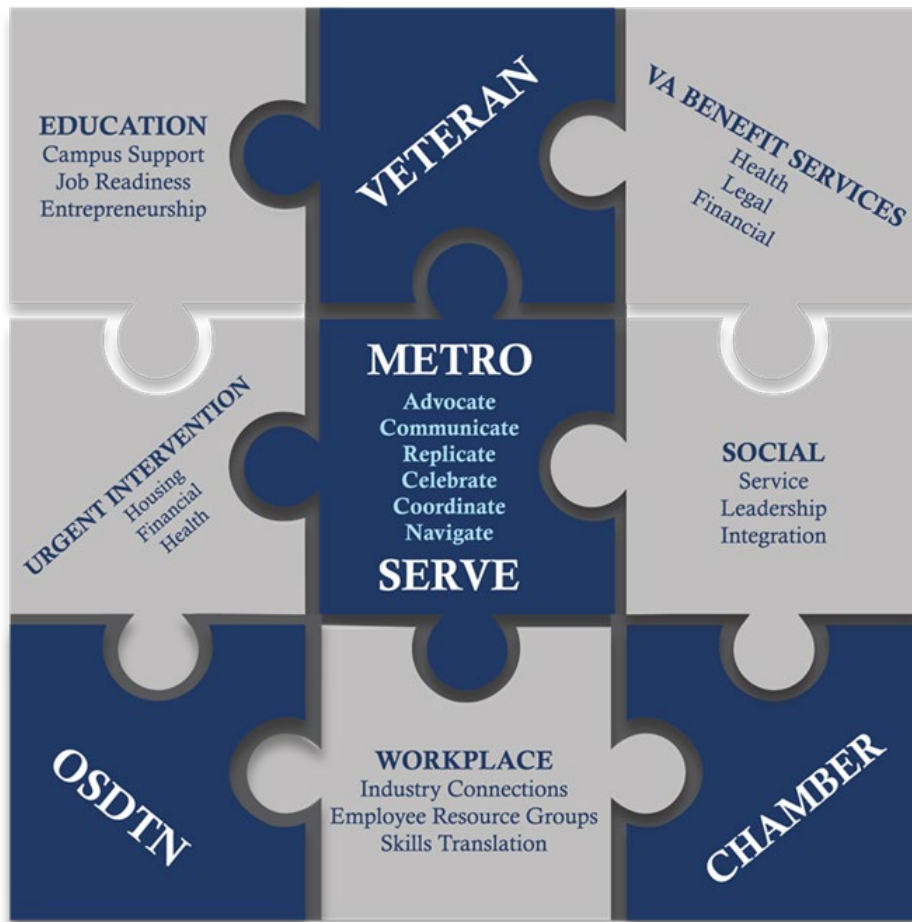 EDUCATION
Campus Support
Job Readiness
Entrepreneurship
VETERAN
VA BENEFIT SERVICES
Health
Legal
Financial
URGENT INTERVENTION
Housing
Financial
Health
METRO
Advocate
Communicate
Replicate
Celebrate
Coordinate
Navigate
SERVE
SOCIAL
Service
Leadership
Integration
OSDTN
WORKPLACE
Industry Connections
Employee Resource Groups
Skills Translation
CHAMBER